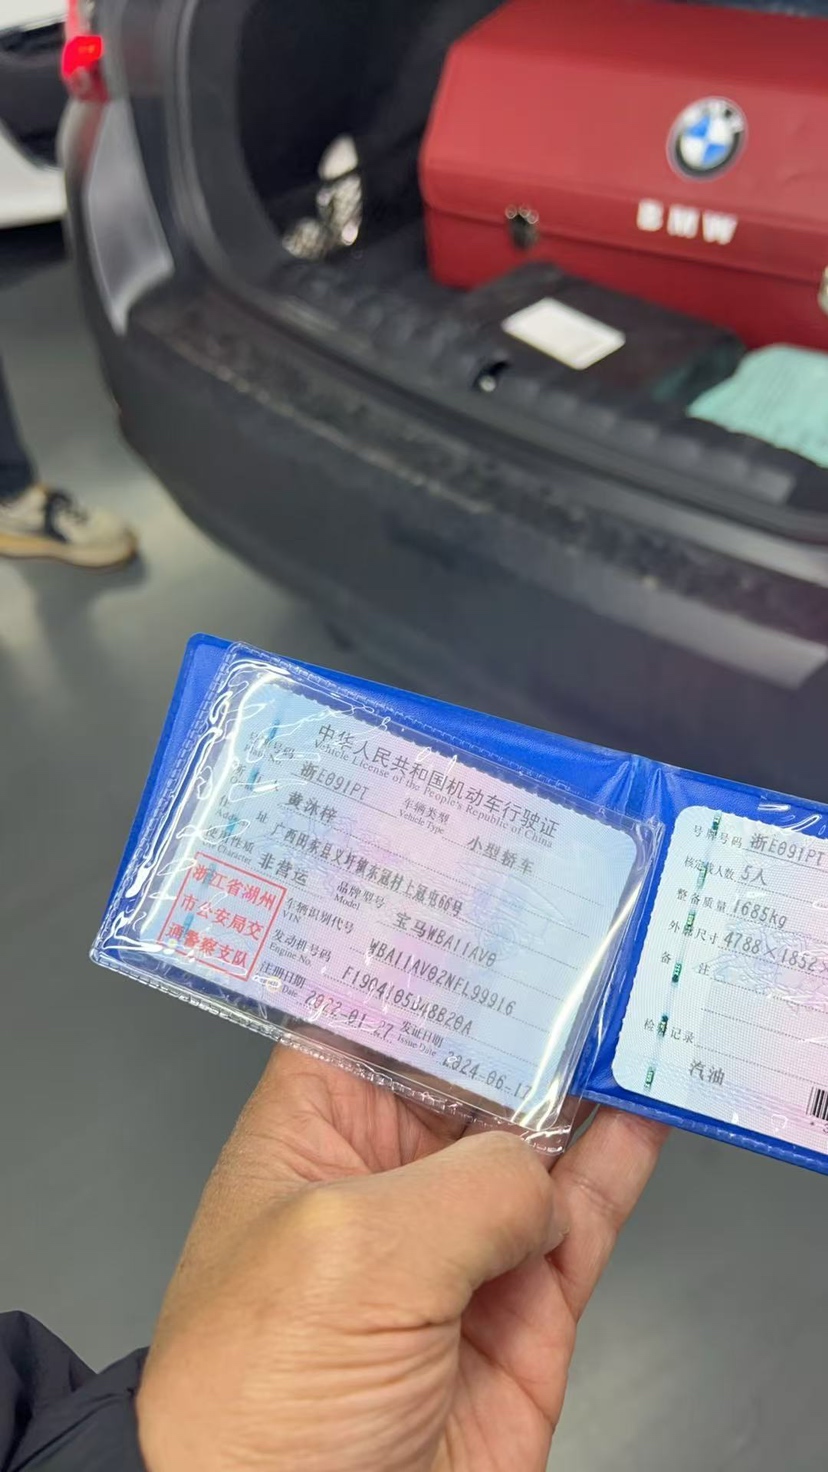 BMW
中华人民共和国机动车行驶证
Vehicle License of the People's Republic of China
号牌号码 浙E091PT 车辆类型 小型轿车
Plate No. Vehicle Type
黄沐梓
住 址
使用性质 非营运 品牌型号 宝马WBA11AV0
Use Character Model
车辆识别代号 WBA11AV02NFL99916
VIN
发动机号码 F1904105B48B20A
Engine No.
注册日期 2022-01-27 发证日期
Date Issue Date
浙江省湖州
市公安局交
通警察支队
号牌号码 浙E091PT
核定载人数 5人
整备质量 1685kg
外廓尺寸 4788×1852×
备 注
检验记录
汽油